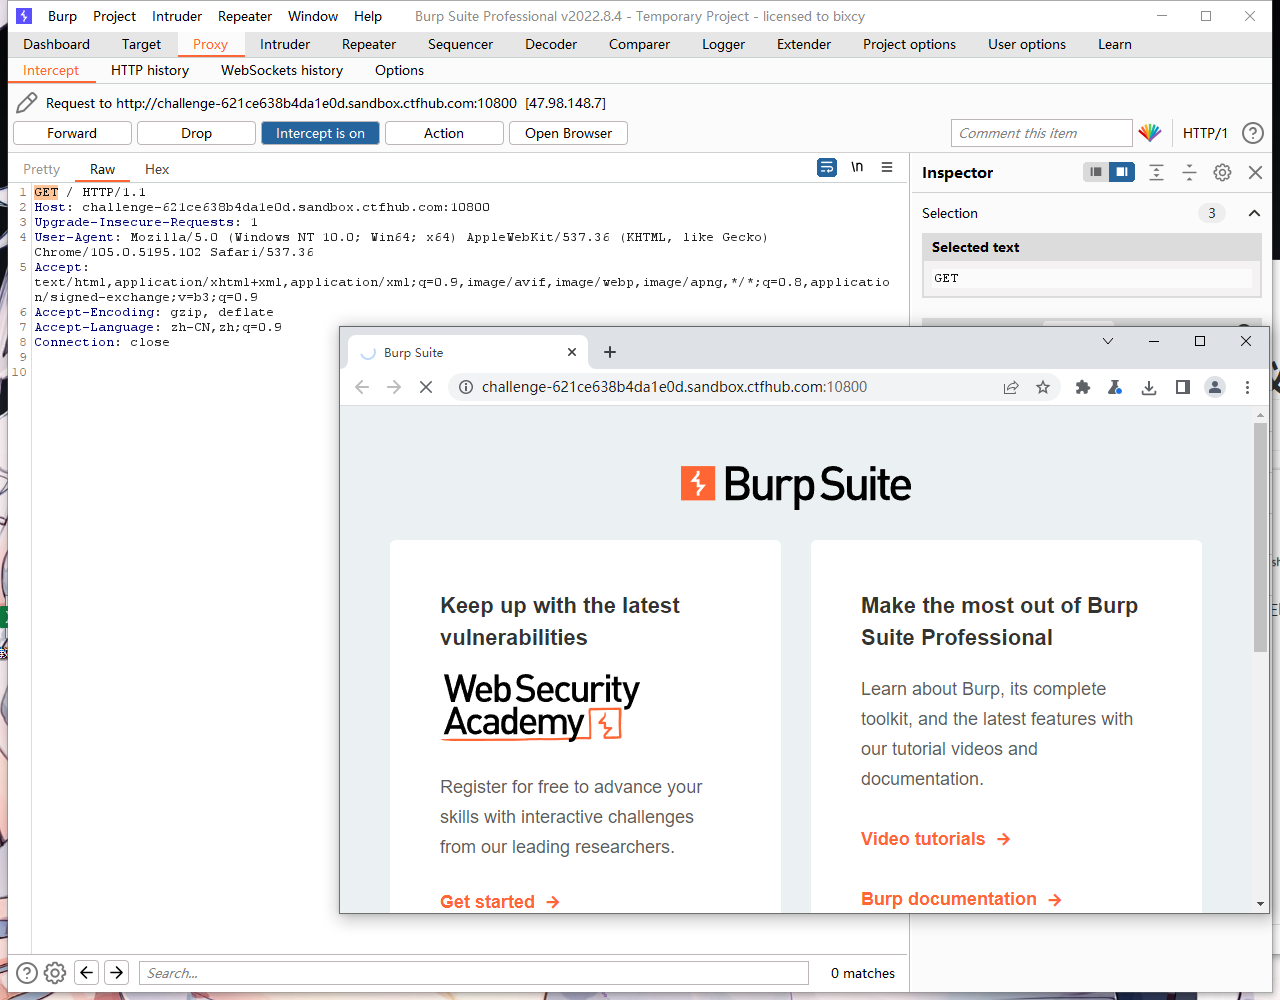 Burp Project Intruder Repeater Window Help Burp Suite Professional v2022.8.4 - Temporary Project - licensed to bixcy
Dashboard Target Proxy Intruder Repeater Sequencer Decoder Comparer Logger Extender Project options User options Learn
Intercept HTTP history WebSockets history Options
Request to http://challenge-621ce638b4da1e0d.sandbox.ctfhub.com:10800 [47.98.148.7]
Forward Drop Intercept is on Action Open Browser Comment this item HTTP/1
Pretty Raw Hex \n
1 GET / HTTP/1.1
2 Host: challenge-621ce638b4da1e0d.sandbox.ctfhub.com:10800
3 Upgrade-Insecure-Requests: 1
4 User-Agent: Mozilla/5.0 (Windows NT 10.0; Win64; x64) AppleWebKit/537.36 (KHTML, like Gecko)
Chrome/105.0.5195.102 Safari/537.36
5 Accept:
text/html,application/xhtml+xml,application/xml;q=0.9,image/avif,image/webp,image/apng,*/*;q=0.8,applicatio
n/signed-exchange;v=b3;q=0.9
6 Accept-Encoding: gzip, deflate
7 Accept-Language: zh-CN,zh;q=0.9
8 Connection: close
9
10
Inspector
Selection 3
Selected text
GET
Burp Suite
challenge-621ce638b4da1e0d.sandbox.ctfhub.com:10800
Burp Suite
Keep up with the latest
vulnerabilities
Web Security
Academy
Register for free to advance your
skills with interactive challenges
from our leading researchers.
Get started →
Make the most out of Burp
Suite Professional
Learn about Burp, its complete
toolkit, and the latest features with
our tutorial videos and
documentation.
Video tutorials →
Burp documentation →
Search... 0 matches